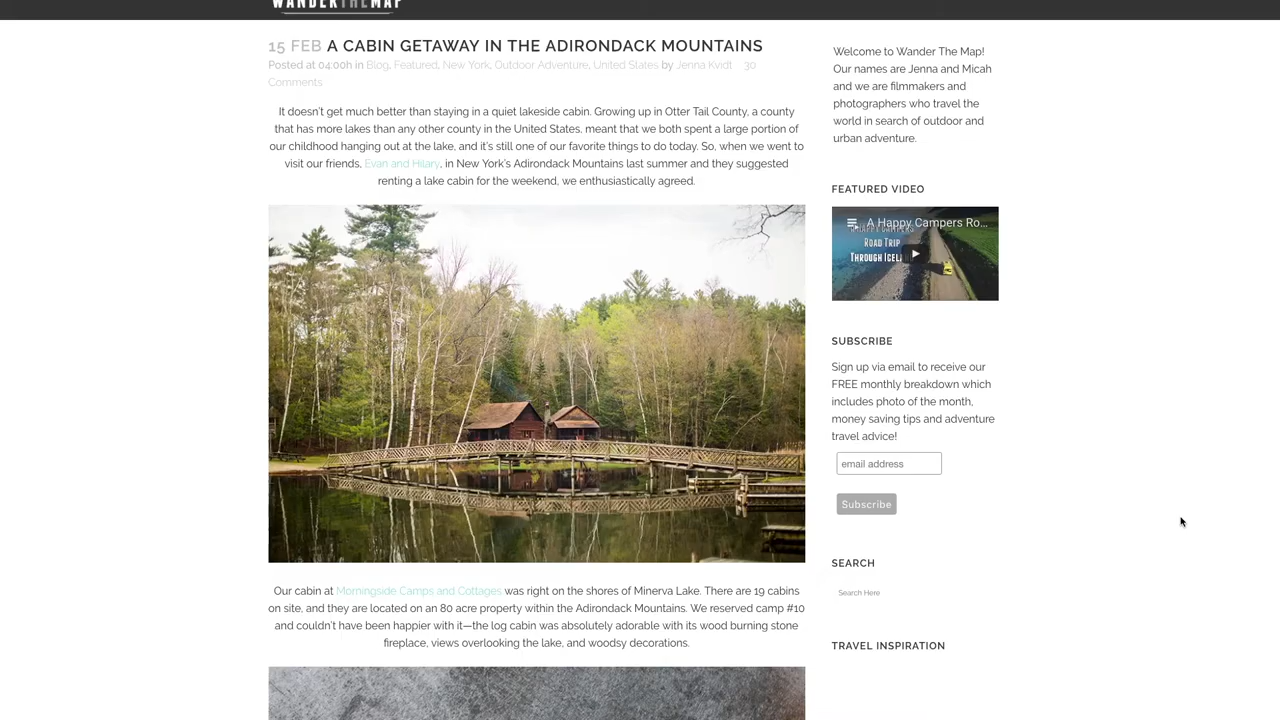 WANDERTHEMAP
15 FEB A CABIN GETAWAY IN THE ADIRONDACK MOUNTAINS
Posted at 04:00h in Blog, Featured, New York, Outdoor Adventure, United States by Jenna Kvidt 30
Comments
It doesn't get much better than staying in a quiet lakeside cabin. Growing up in Otter Tail County, a county
that has more lakes than any other county in the United States, meant that we both spent a large portion of
our childhood hanging out at the lake, and it's still one of our favorite things to do today. So, when we went to
visit our friends, Evan and Hilary, in New York's Adirondack Mountains last summer and they suggested
renting a lake cabin for the weekend, we enthusiastically agreed.
Our cabin at Morningside Camps and Cottages was right on the shores of Minerva Lake. There are 19 cabins
on site, and they are located on an 80 acre property within the Adirondack Mountains. We reserved camp #10
and couldn't have been happier with it—the log cabin was absolutely adorable with its wood burning stone
fireplace, views overlooking the lake, and woodsy decorations.
Welcome to Wander The Map!
Our names are Jenna and Micah
and we are filmmakers and
photographers who travel the
world in search of outdoor and
urban adventure.
FEATURED VIDEO
A Happy Campers Ro...
A HAPPY CAMPERS
ROAD TRIP
THROUGH ICEL
SUBSCRIBE
Sign up via email to receive our
FREE monthly breakdown which
includes photo of the month,
money saving tips and adventure
travel advice!
email address
Subscribe
SEARCH
Search Here
TRAVEL INSPIRATION